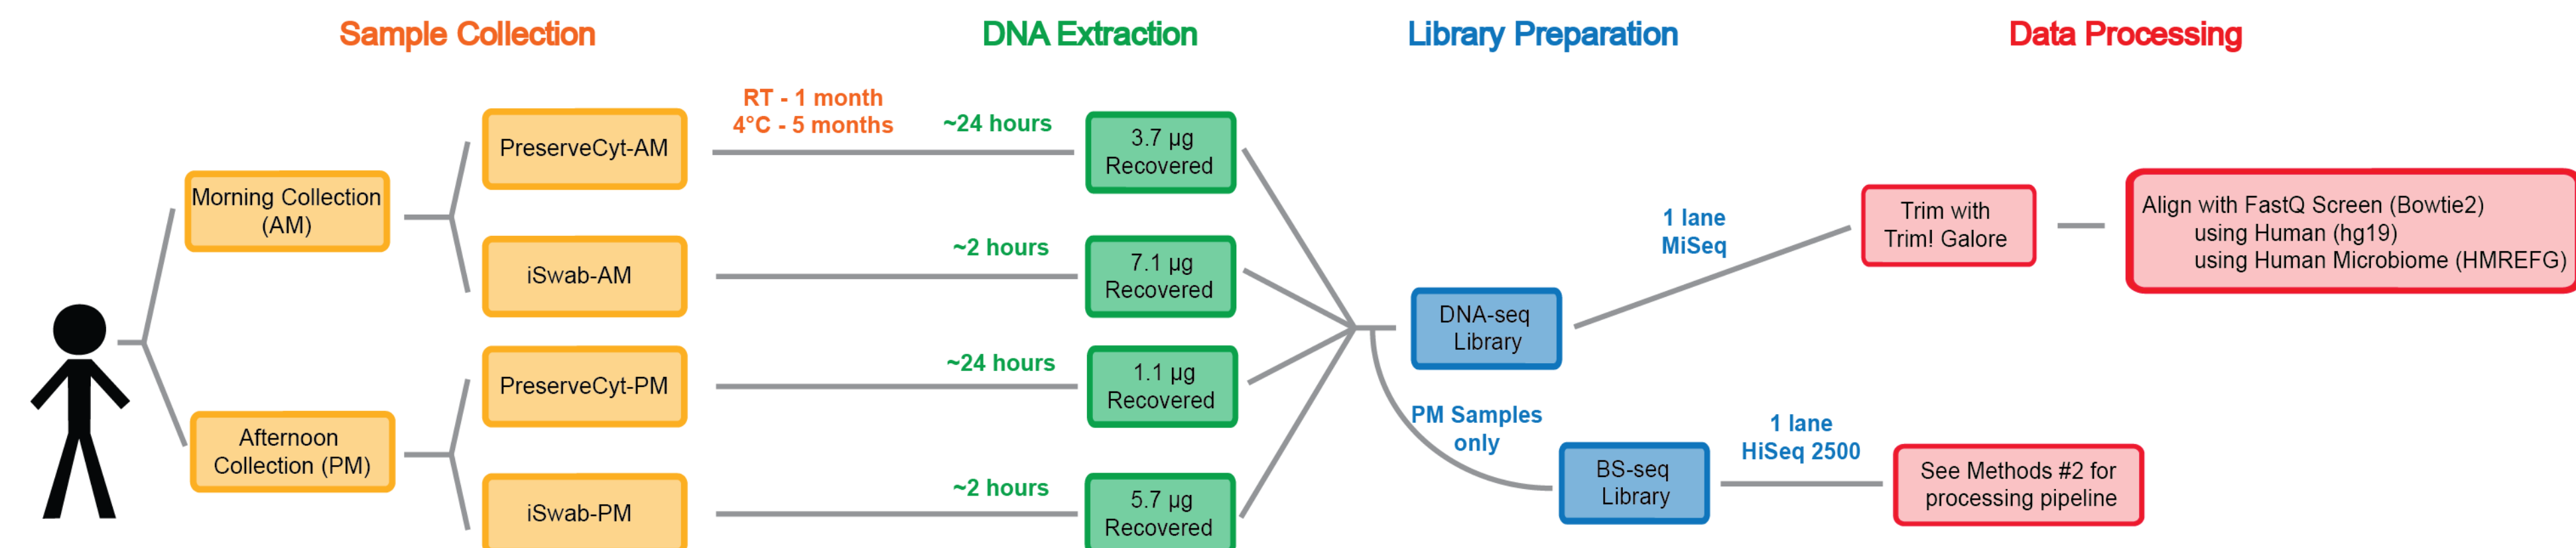 Sample Collection
DNA Extraction
Library Preparation
Data Processing
Morning Collection
(AM)
Afternoon
Collection (PM)
PreserveCyt-AM
iSwab-AM
PreserveCyt-PM
iSwab-PM
RT - 1 month
4°C - 5 months
~24 hours
~2 hours
~24 hours
~2 hours
3.7 µg
Recovered
7.1 µg
Recovered
1.1 µg
Recovered
5.7 µg
Recovered
DNA-seq
Library
PM Samples
only
BS-seq
Library
1 lane
MiSeq
1 lane
HiSeq 2500
Trim with
Trim! Galore
Align with FastQ Screen (Bowtie2)
using Human (hg19)
using Human Microbiome (HMREFG)
See Methods #2 for
processing pipeline